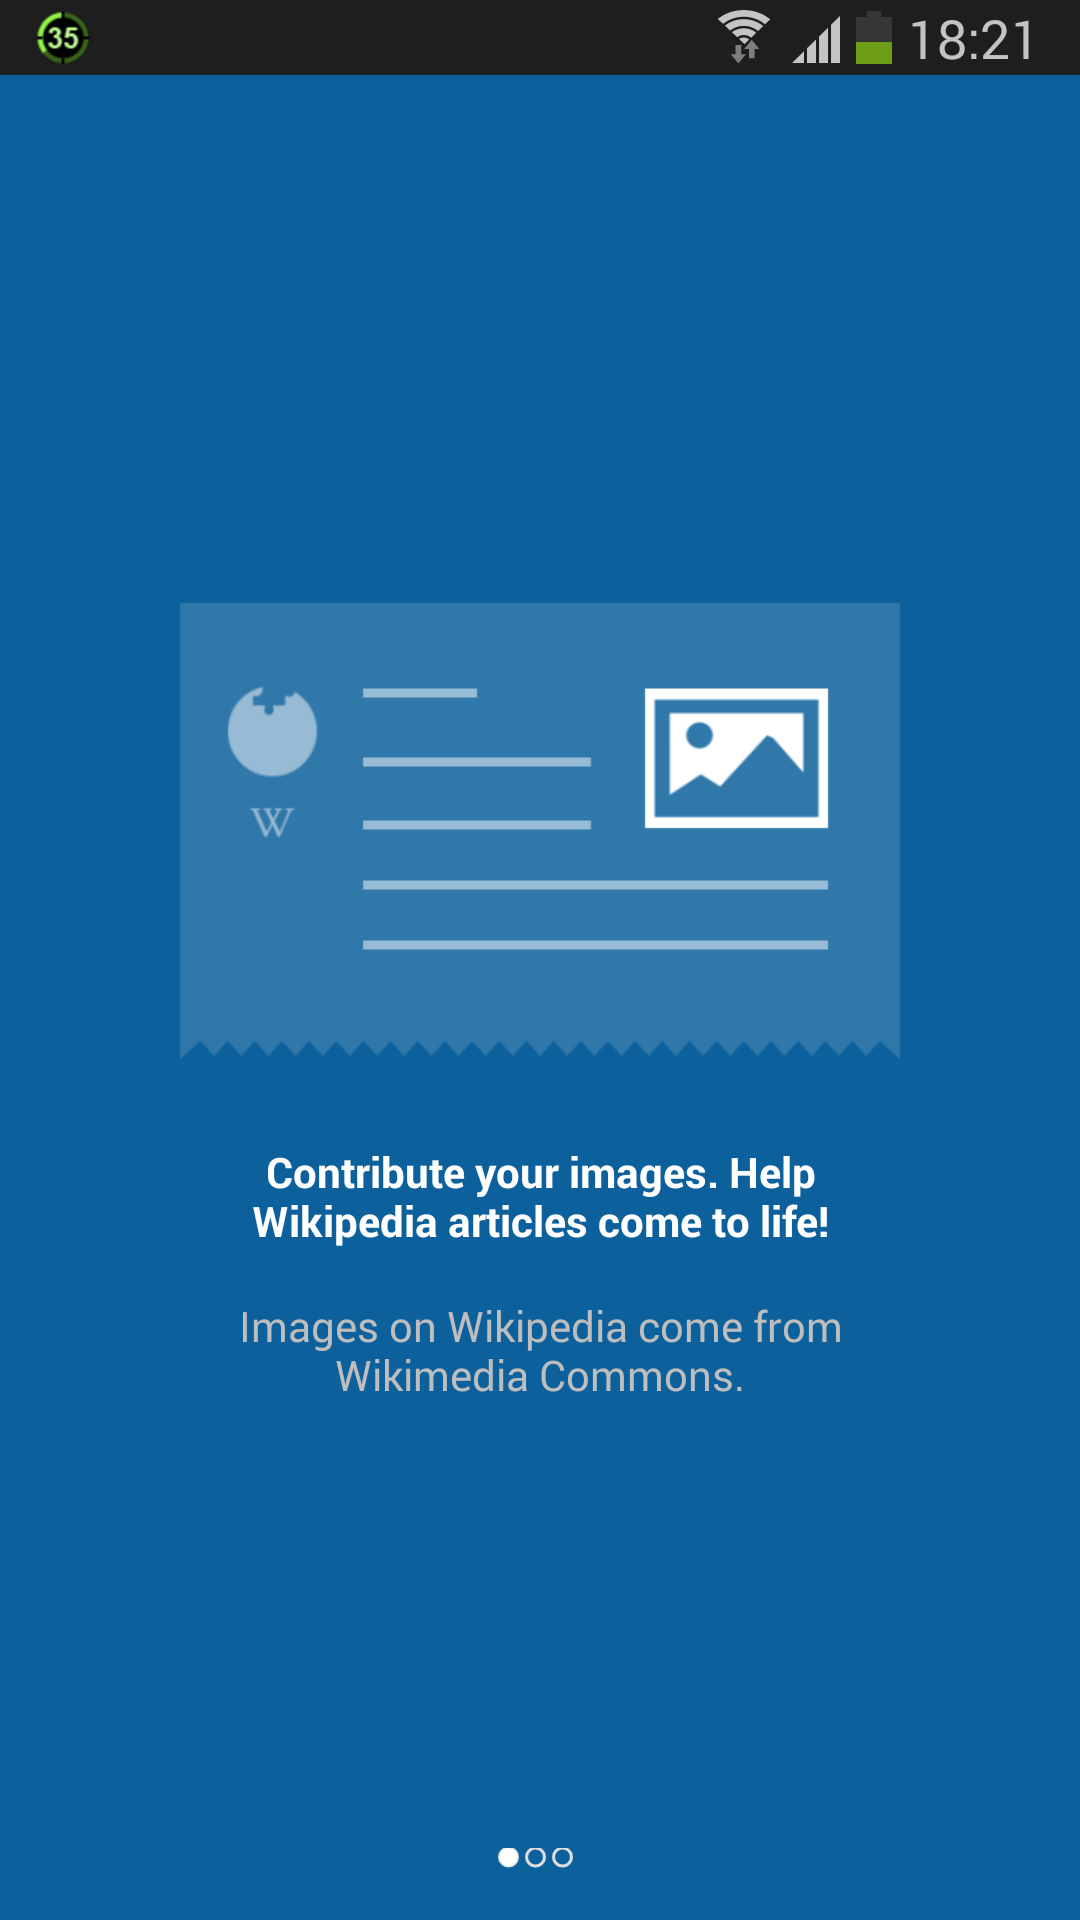 35 18:21
W
Contribute your images. Help
Wikipedia articles come to life!
Images on Wikipedia come from
Wikimedia Commons.